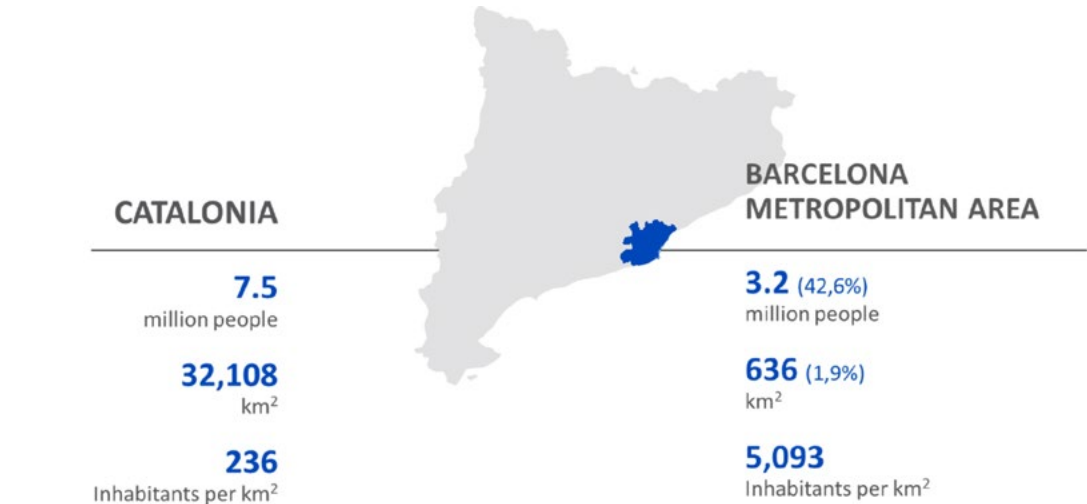 CATALONIA
7.5
million people
32,108
km²
236
Inhabitants per km²
BARCELONA
METROPOLITAN AREA
3.2 (42,6%)
million people
636 (1,9%)
km²
5,093
Inhabitants per km²